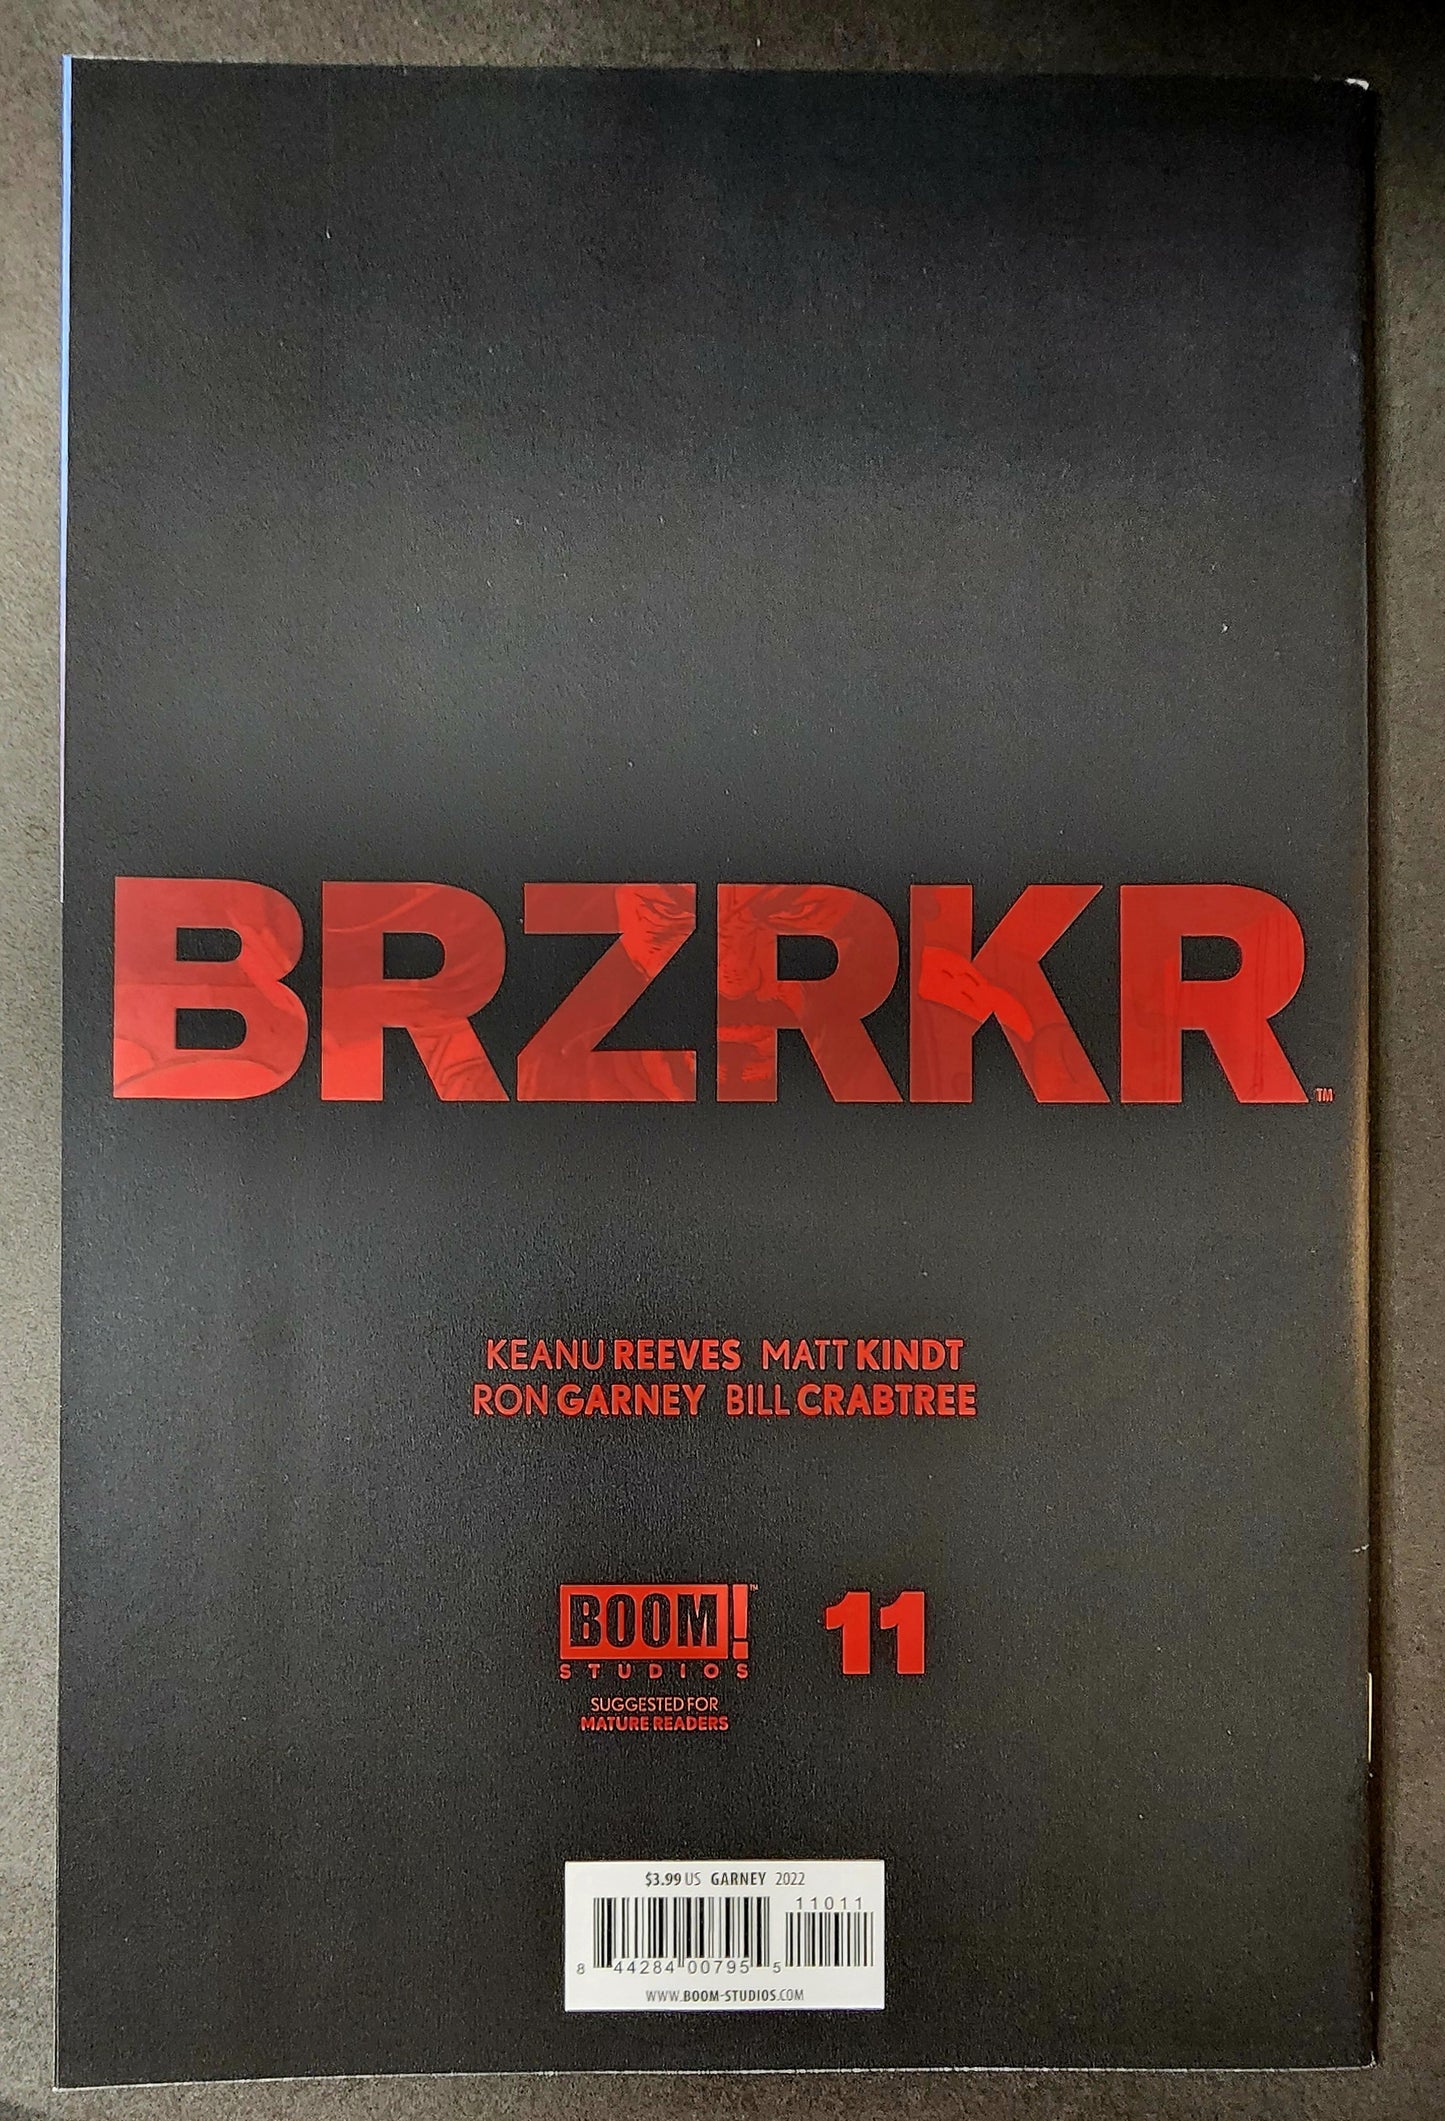 BRZRKR™
KEANU REEVES MATT KINDT
RON GARNEY BILL CRABTREE
BOOM!™ 11
STUDIOS
SUGGESTED FOR
MATURE READERS
$3.99 US GARNEY 2022
11011
8 44284 00795 5
WWW.BOOM-STUDIOS.COM